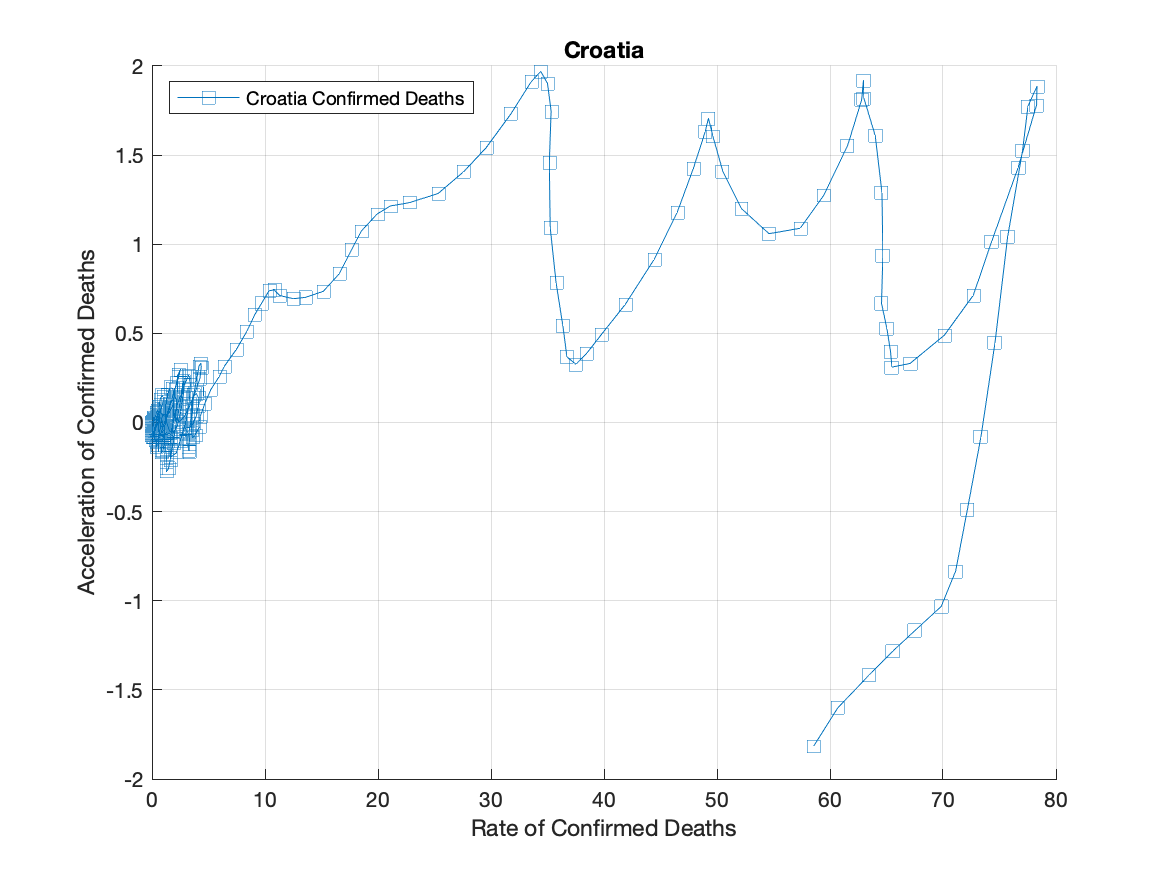 Croatia
Croatia Confirmed Deaths
Acceleration of Confirmed Deaths
2
1.5
1
0.5
0
-0.5
-1
-1.5
-2
0 10 20 30 40 50 60 70 80
Rate of Confirmed Deaths